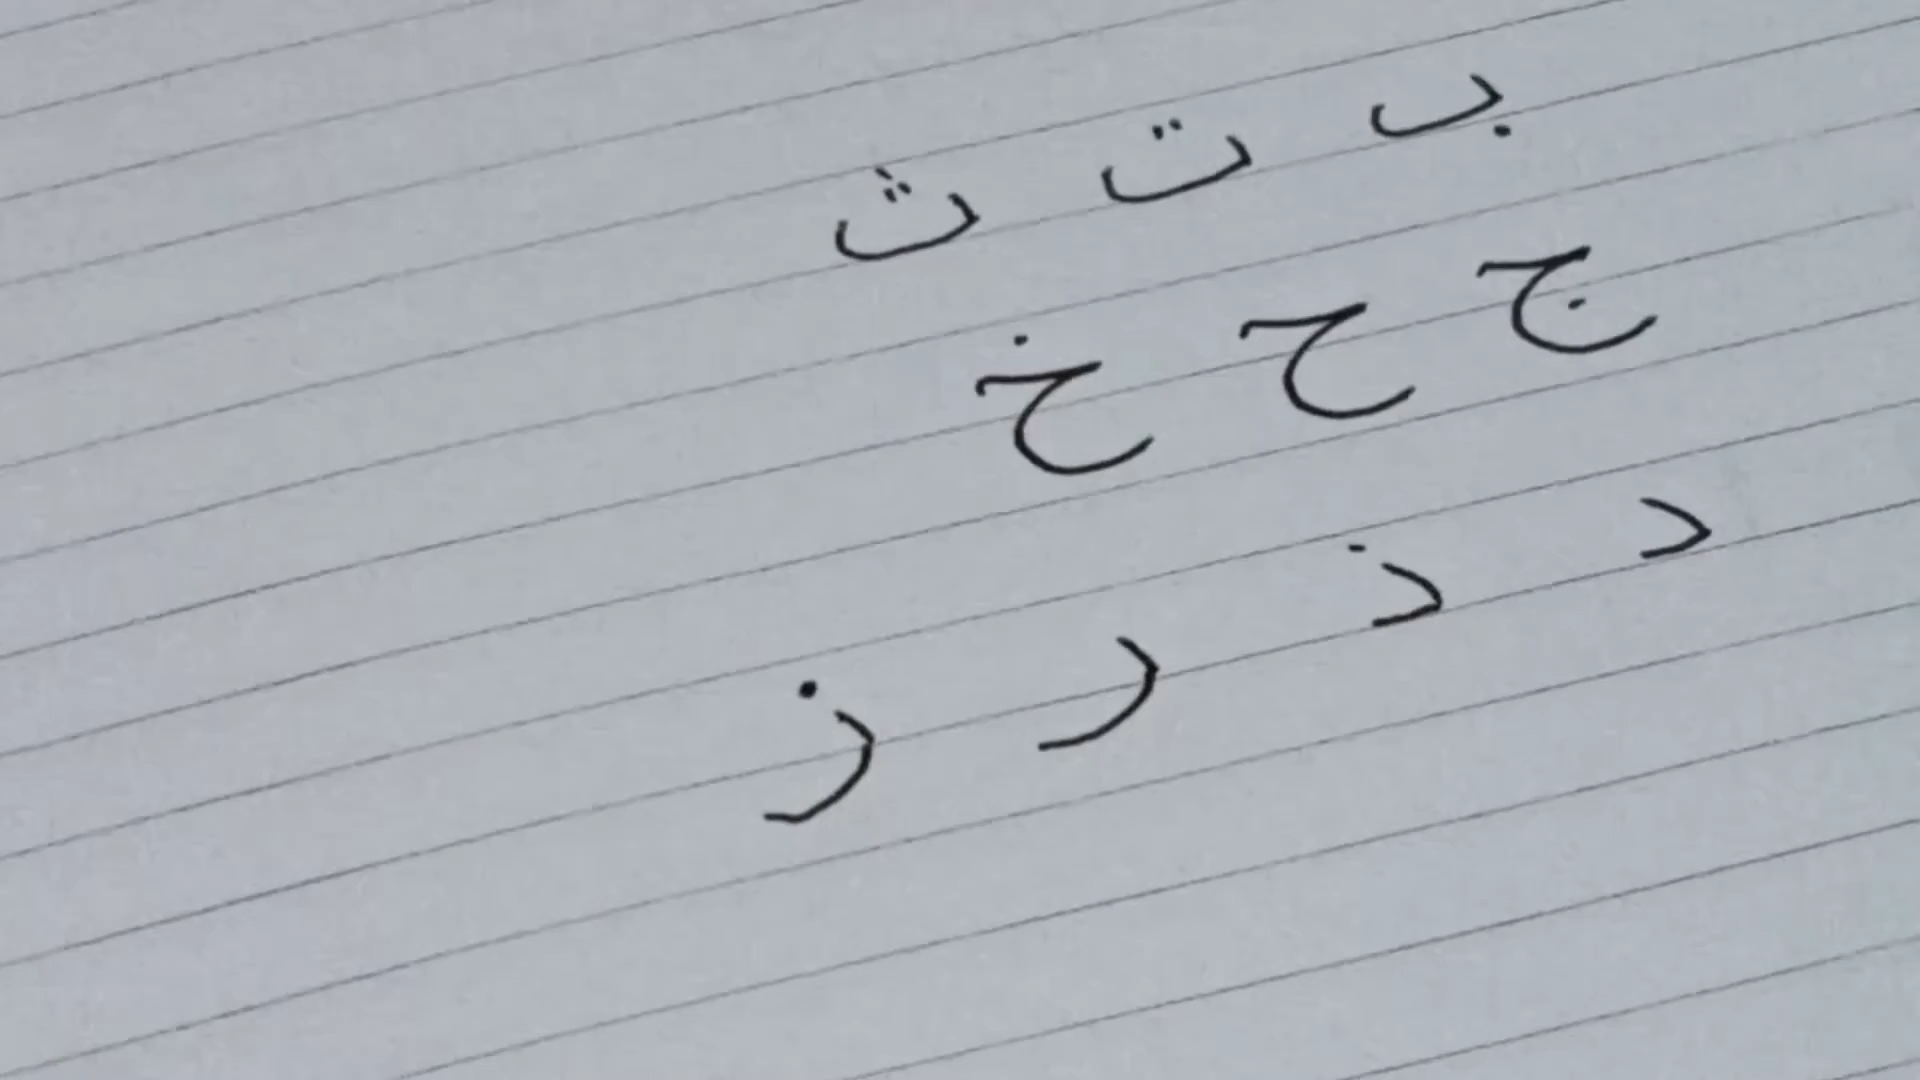 ب ت ث
ج ح خ
د ذ ر ز